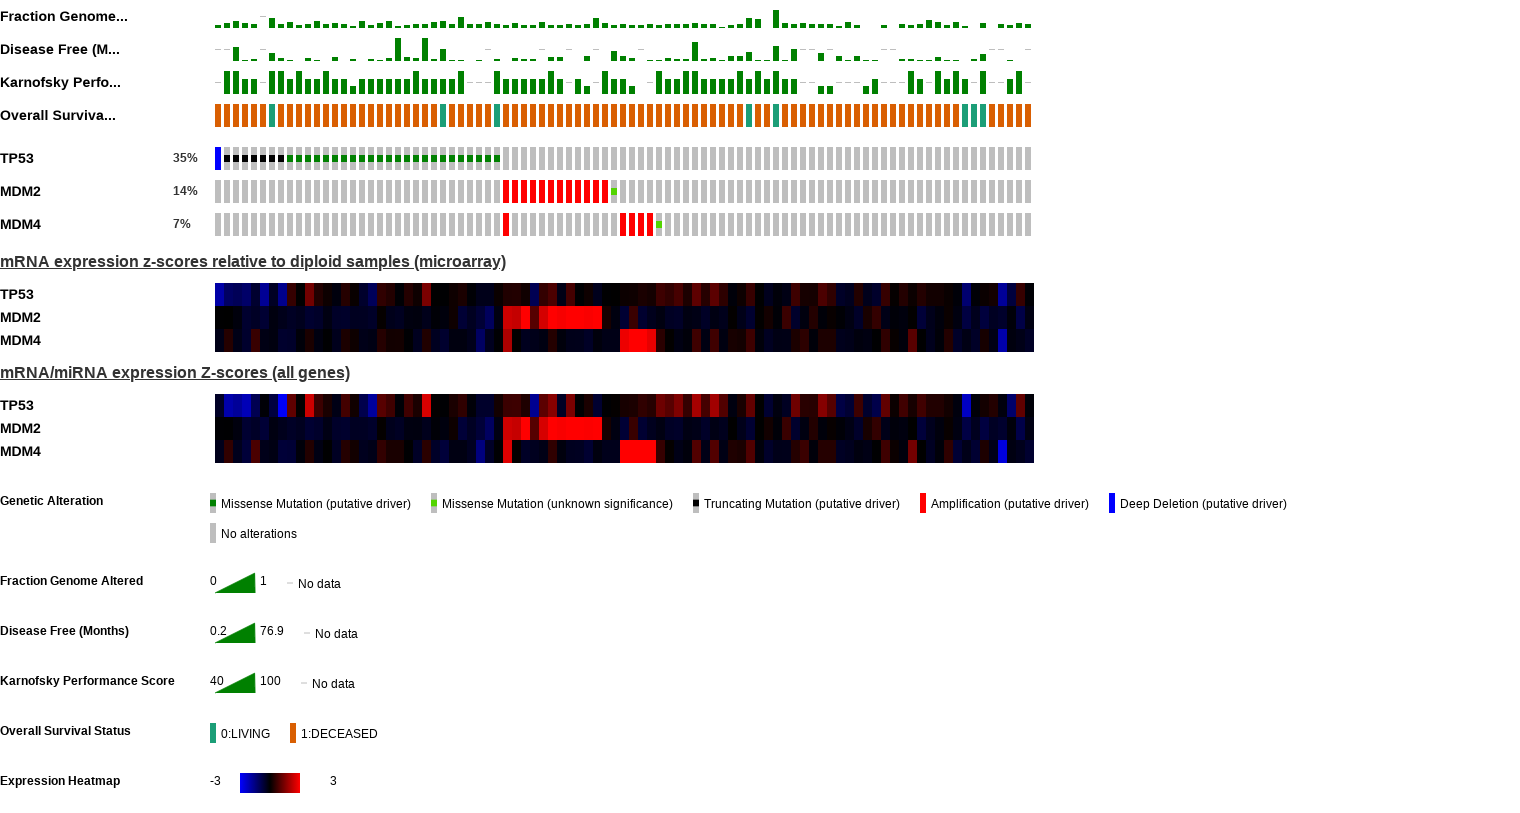 Fraction Genome...
Disease Free (M...
Karnofsky Perfo...
Overall Surviva...
TP53 35%
MDM2 14%
MDM4 7%
mRNA expression z-scores relative to diploid samples (microarray)
TP53
MDM2
MDM4
mRNA/miRNA expression Z-scores (all genes)
TP53
MDM2
MDM4
Genetic Alteration Missense Mutation (putative driver) Missense Mutation (unknown significance) Truncating Mutation (putative driver) Amplification (putative driver) Deep Deletion (putative driver)
No alterations
Fraction Genome Altered 0 1 No data
Disease Free (Months) 0.2 76.9 No data
Karnofsky Performance Score 40 100 No data
Overall Survival Status 0:LIVING 1:DECEASED
Expression Heatmap -3 3